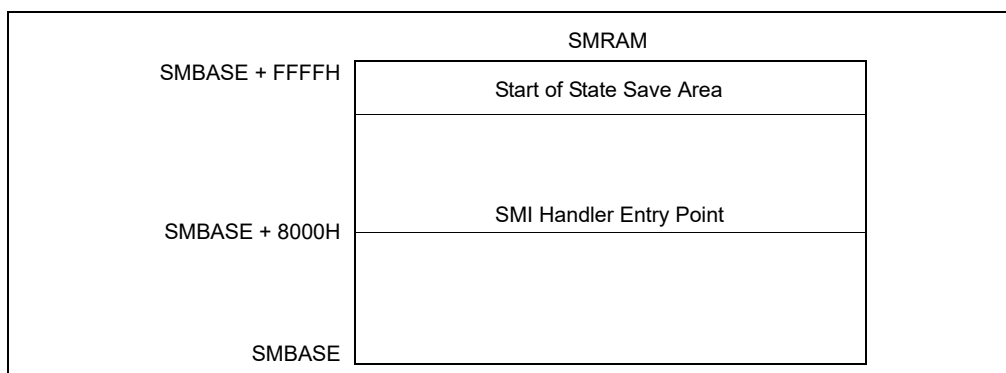 SMRAM
SMBASE + FFFFH
Start of State Save Area
SMI Handler Entry Point
SMBASE + 8000H
SMBASE